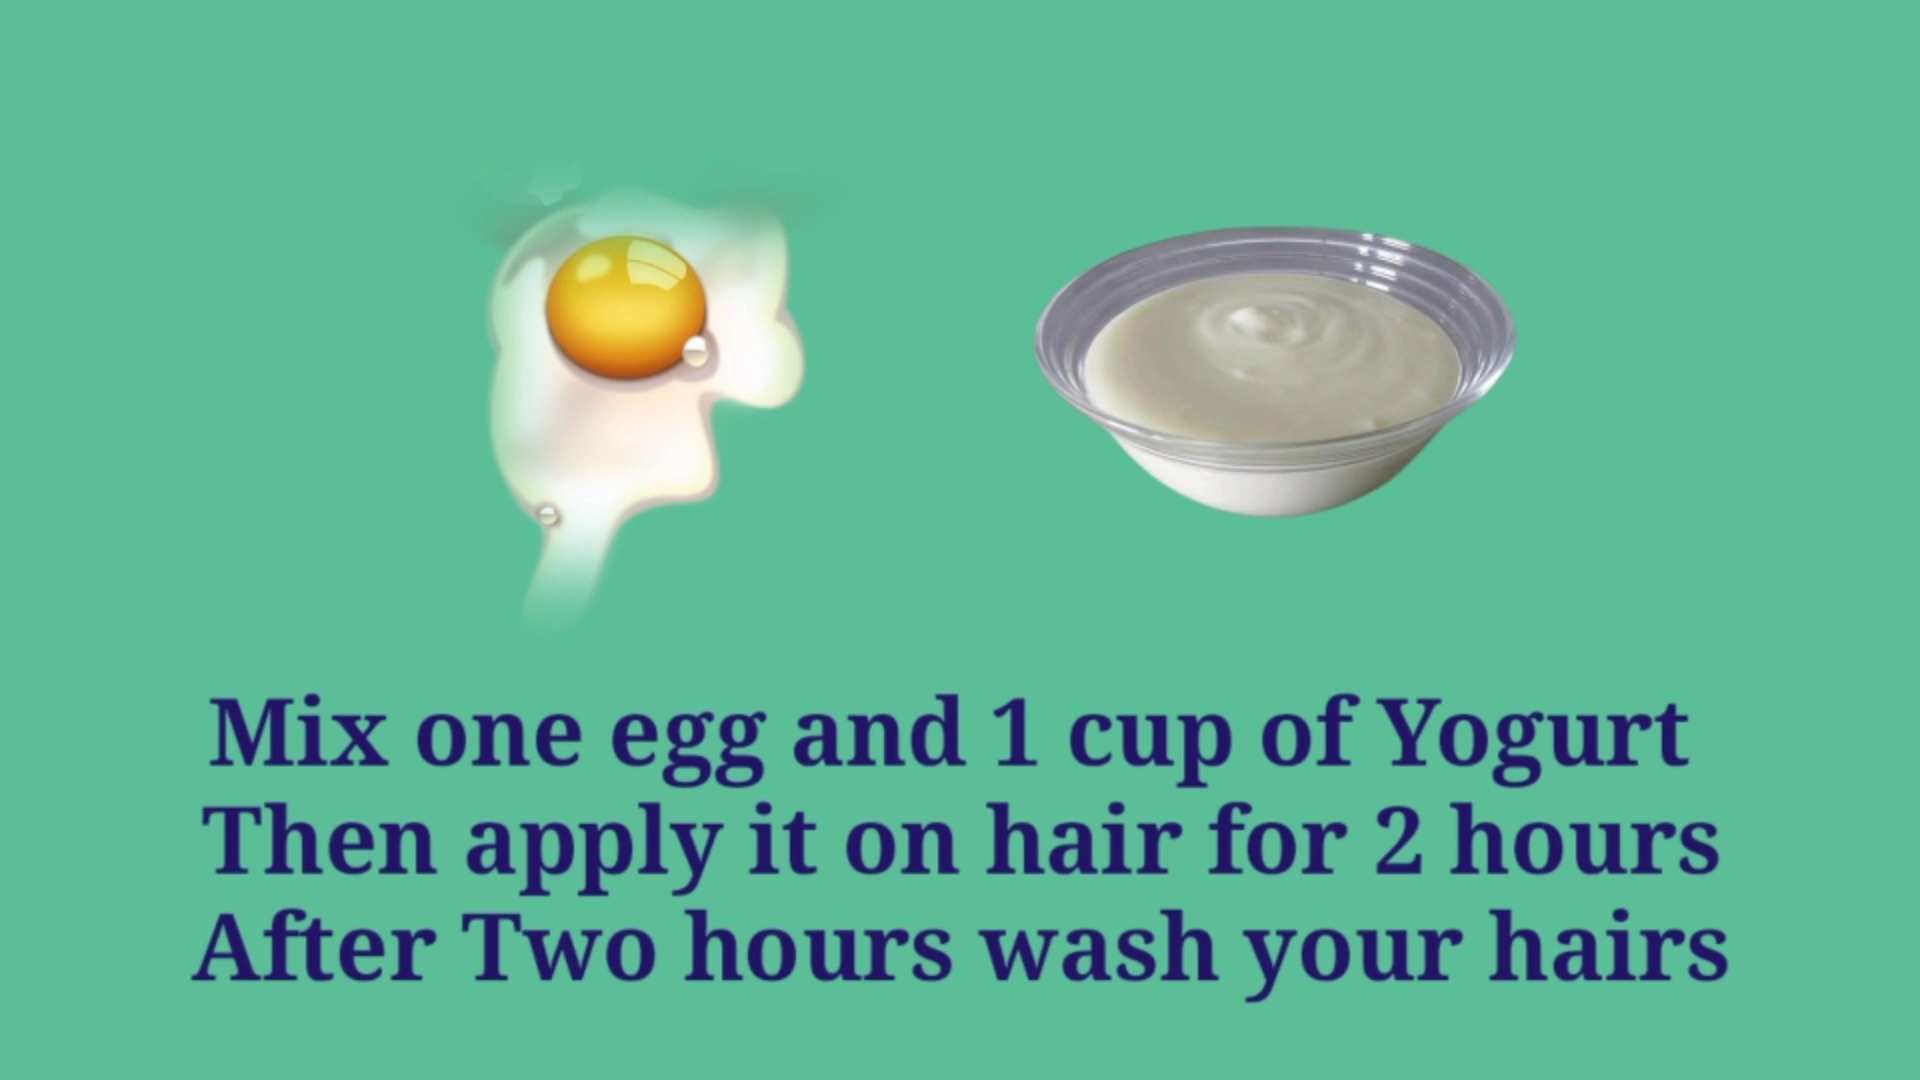 Mix one egg and 1 cup of Yogurt
Then apply it on hair for 2 hours
After Two hours wash your hairs